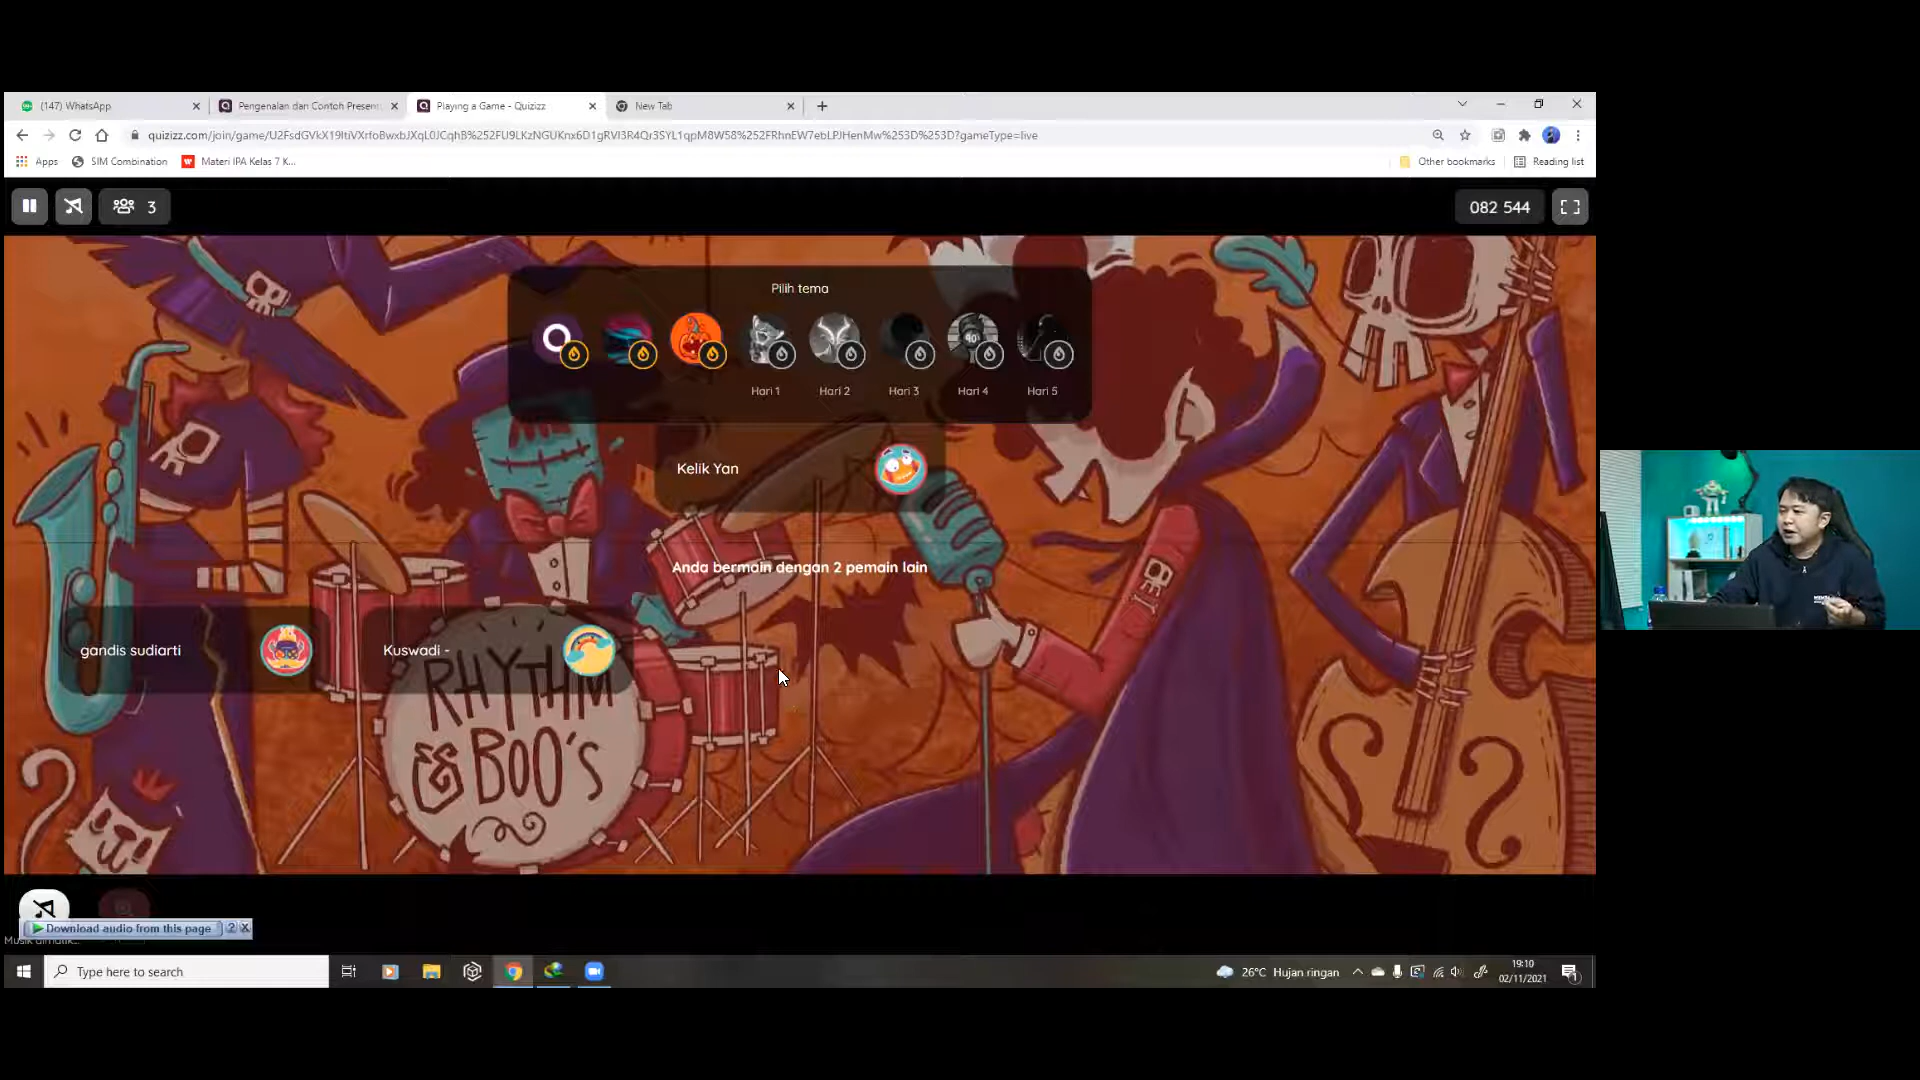 (147) WhatsApp
Pengenalan dan Contoh Present
Playing a Game - Quizizz
New Tab
quizizz.com/join/game/U2FsdGVkX19ItiVXrfoBwxbJXqL0JCqhB%252FU9LKzNGUKnx6D1gRVI3R4Qr3SYL1qpM8W58%252FRhnEW7ebLPJHenMw%253D%253D?gameType=live
Apps
SIM Combination
Materi IPA Kelas 7 K...
Other bookmarks
Reading list
3
082 544
Pilih tema
Hari 1
Hari 2
Hari 3
Hari 4
Hari 5
Kelik Yan
Anda bermain dengan 2 pemain lain
gandis sudiarti
Kuswadi -
RHYTHM
& BOO'S
Download audio from this page
Type here to search
26°C Hujan ringan
19:10
02/11/2021